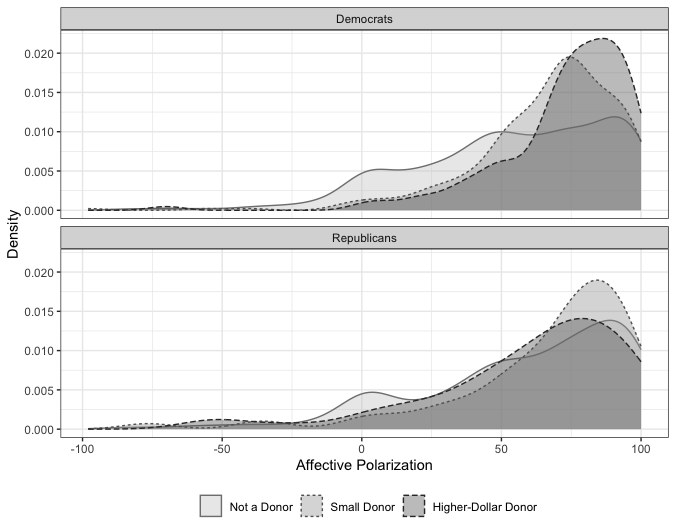 Democrats
0.020
0.015
0.010
0.005
0.000
Density
Republicans
0.020
0.015
0.010
0.005
0.000
-100 -50 0 50 100
Affective Polarization
Not a Donor Small Donor Higher-Dollar Donor